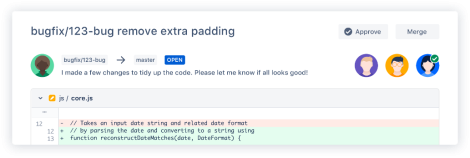 bugfix/123-bug remove extra padding
Approve
Merge
bugfix/123-bug → master OPEN
I made a few changes to tidy up the code. Please let me know if all looks good!
js / core.js
...
12 - // Takes an input date string and related date format
12 + // by parsing the date and converting to a string using
13 + function reconstructDateMatches(date, DateFormat) {